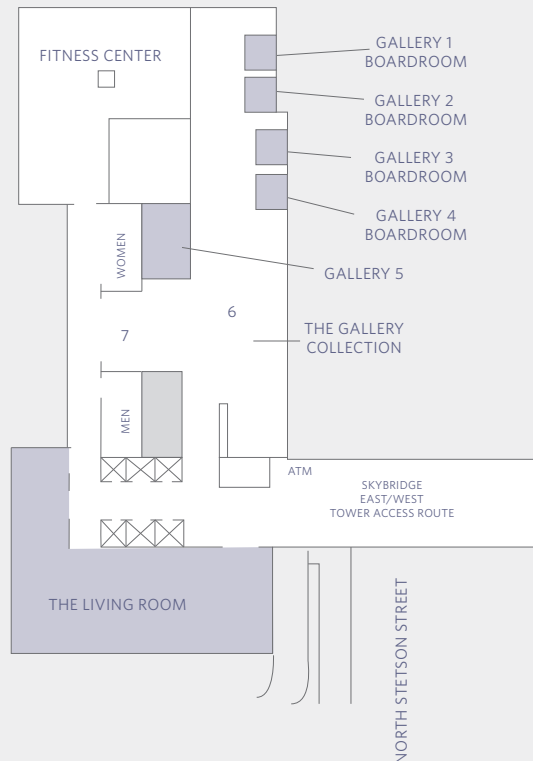 FITNESS CENTER
GALLERY 1
BOARDROOM
GALLERY 2
BOARDROOM
GALLERY 3
BOARDROOM
GALLERY 4
BOARDROOM
WOMEN
GALLERY 5
6
7
THE GALLERY
COLLECTION
MEN
ATM
SKYBRIDGE
EAST/WEST
TOWER ACCESS ROUTE
THE LIVING ROOM
NORTH STETSON STREET